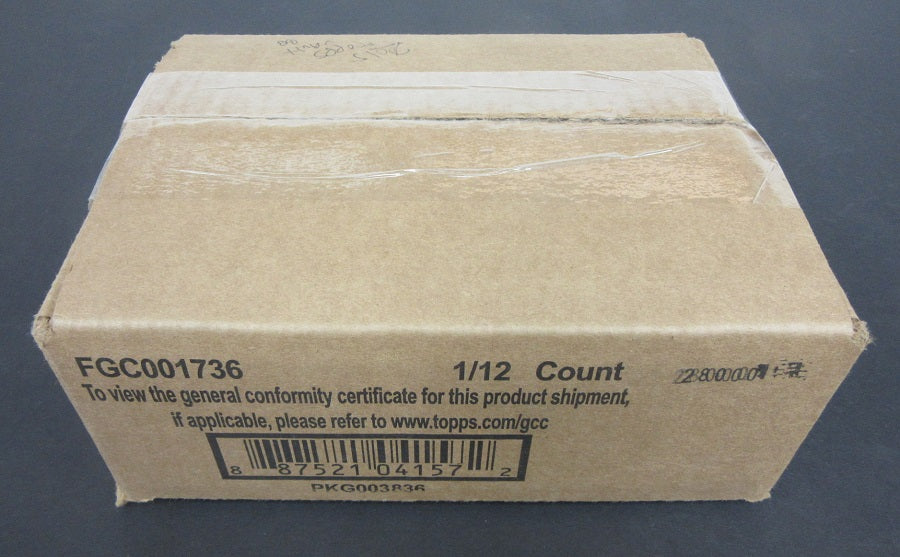 FGC001736
1/12 Count
To view the general conformity certificate for this product shipment,
if applicable, please refer to www.topps.com/gcc
8 87521 04157 2
PKG003836